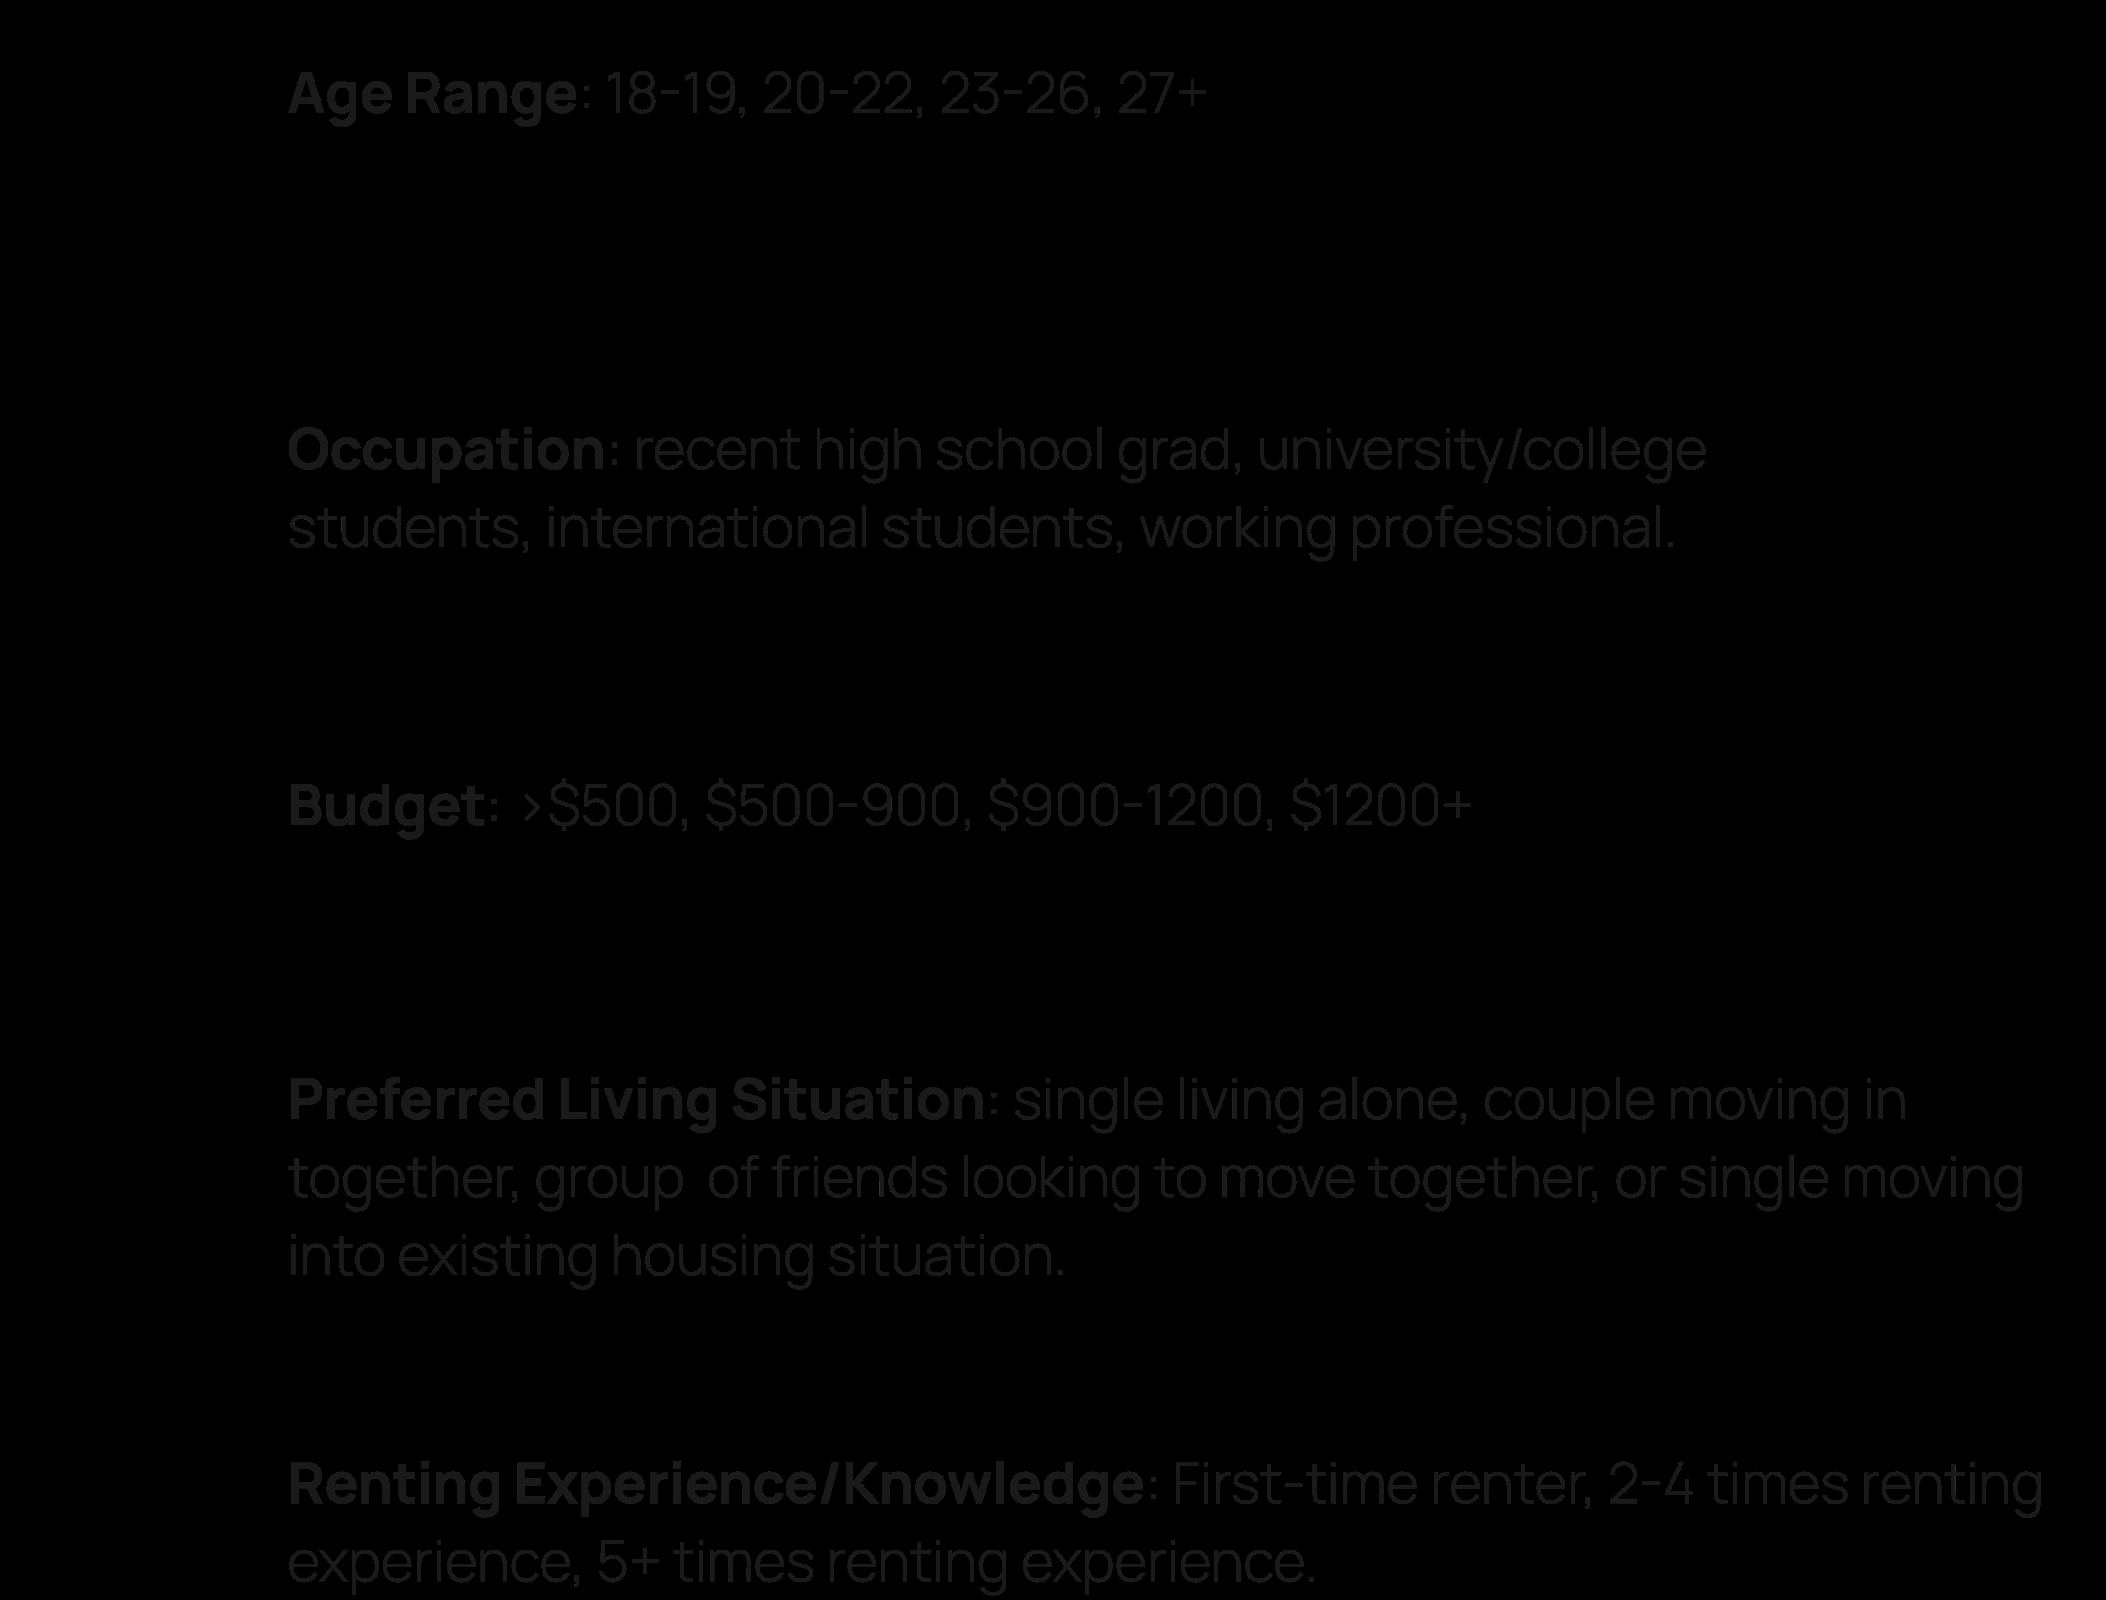 Age Range: 18-19, 20-22, 23-26, 27+
Occupation: recent high school grad, university/college
students, international students, working professional.
Budget: >$500, $500-900, $900-1200, $1200+
Preferred Living Situation: single living alone, couple moving in
together, group  of friends looking to move together, or single moving
into existing housing situation.
Renting Experience/Knowledge: First-time renter, 2-4 times renting
experience, 5+ times renting experience.